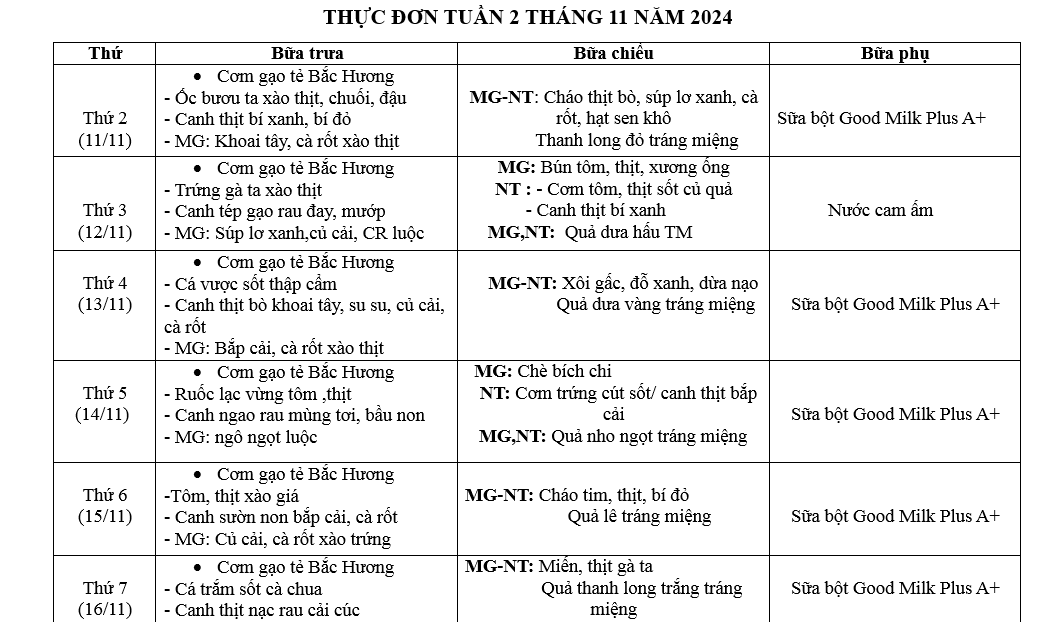 THỰC ĐƠN TUẦN 2 THÁNG 11 NĂM 2024
Thứ
Bữa trưa
Bữa chiều
Bữa phụ
Thứ 2
(11/11)
• Cơm gạo tẻ Bắc Hương
- Ốc bươu ta xào thịt, chuối, đậu
- Canh thịt bí xanh, bí đỏ
- MG: Khoai tây, cà rốt xào thịt
MG-NT: Cháo thịt bò, súp lơ xanh, cà
rốt, hạt sen khô
Thanh long đỏ tráng miệng
Sữa bột Good Milk Plus A+
Thứ 3
(12/11)
• Cơm gạo tẻ Bắc Hương
- Trứng gà ta xào thịt
- Canh tép gạo rau đay, mướp
- MG: Súp lơ xanh,củ cải, CR luộc
MG: Bún tôm, thịt, xương ống
NT : - Cơm tôm, thịt sốt củ quả
- Canh thịt bí xanh
MG,NT: Quả dưa hấu TM
Nước cam ấm
Thứ 4
(13/11)
• Cơm gạo tẻ Bắc Hương
- Cá vược sốt thập cẩm
- Canh thịt bò khoai tây, su su, củ cải,
cà rốt
- MG: Bắp cải, cà rốt xào thịt
MG-NT: Xôi gấc, đỗ xanh, dừa nạo
Quả dưa vàng tráng miệng
Sữa bột Good Milk Plus A+
Thứ 5
(14/11)
• Cơm gạo tẻ Bắc Hương
- Ruốc lạc vừng tôm ,thịt
- Canh ngao rau mùng tơi, bầu non
- MG: ngô ngọt luộc
MG: Chè bích chi
NT: Cơm trứng cút sốt/ canh thịt bắp
cải
MG,NT: Quả nho ngọt tráng miệng
Sữa bột Good Milk Plus A+
Thứ 6
(15/11)
• Cơm gạo tẻ Bắc Hương
-Tôm, thịt xào giá
- Canh sườn non bắp cải, cà rốt
- MG: Củ cải, cà rốt xào trứng
MG-NT: Cháo tim, thịt, bí đỏ
Quả lê tráng miệng
Sữa bột Good Milk Plus A+
Thứ 7
(16/11)
• Cơm gạo tẻ Bắc Hương
- Cá trắm sốt cà chua
- Canh thịt nạc rau cải cúc
MG-NT: Miến, thịt gà ta
Quả thanh long trắng tráng
miệng
Sữa bột Good Milk Plus A+